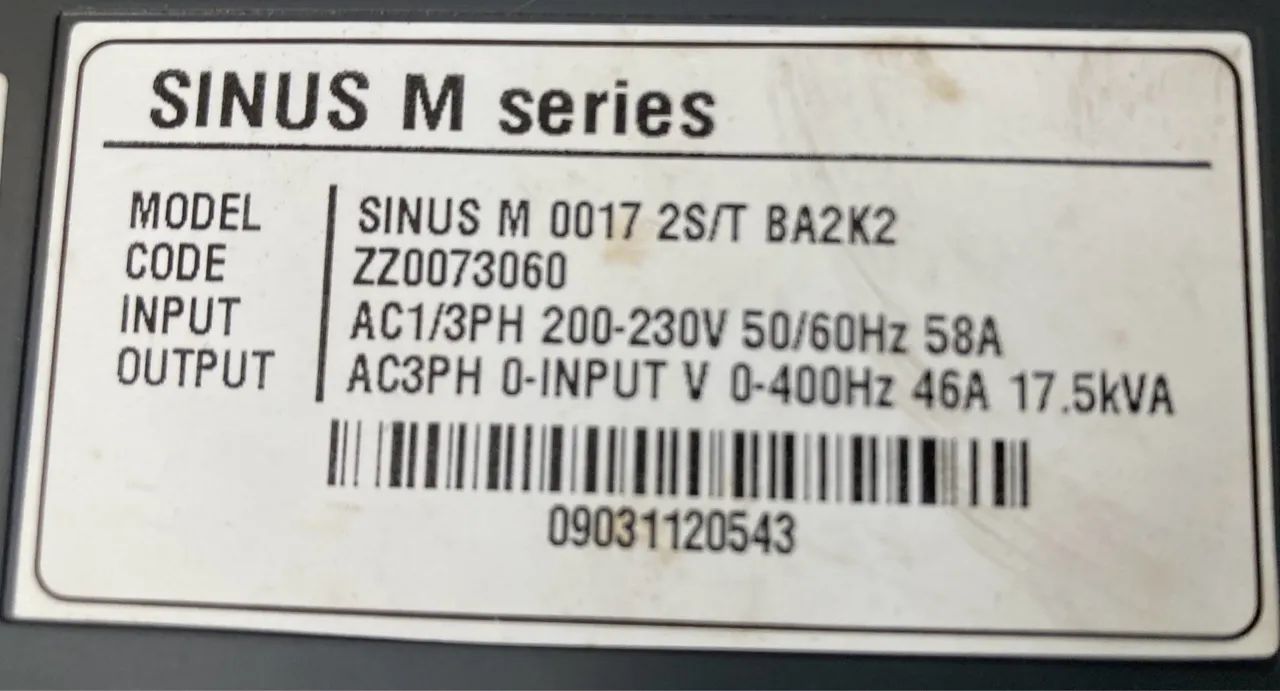 SINUS M series
MODEL SINUS M 0017 2S/T BA2K2
CODE ZZ0073060
INPUT AC1/3PH 200-230V 50/60Hz 58A
OUTPUT AC3PH 0-INPUT V 0-400Hz 46A 17.5kVA
09031120543